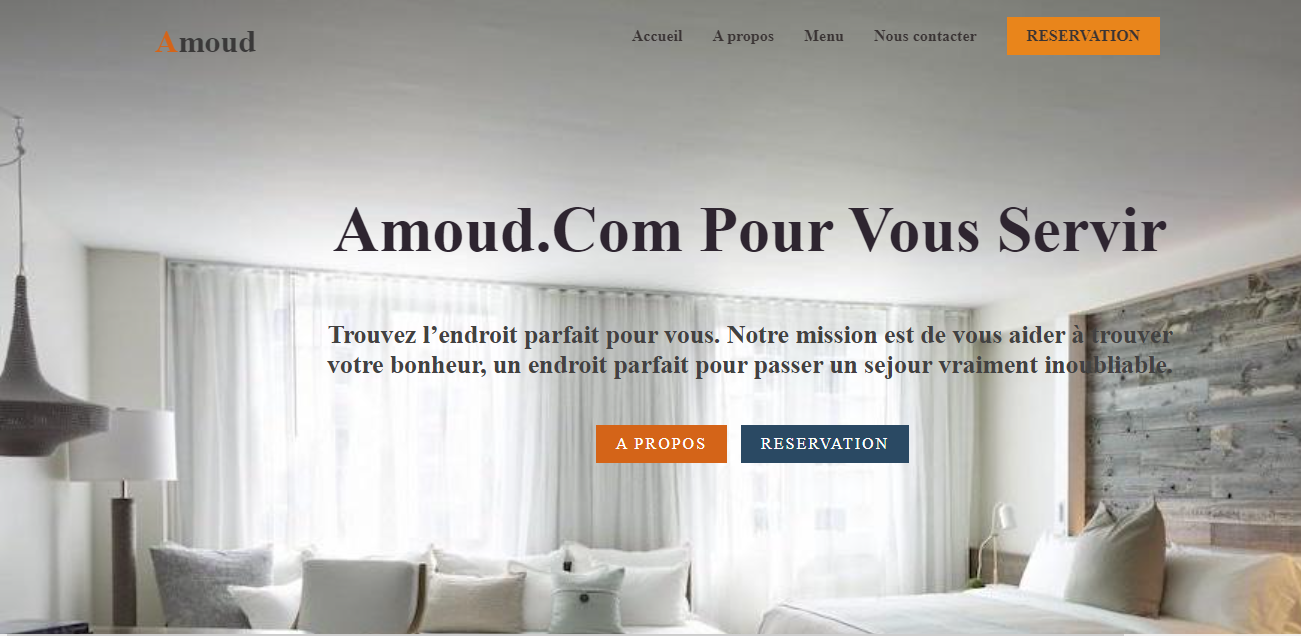 Amoud
Accueil
A propos
Menu
Nous contacter
RESERVATION
Amoud.Com Pour Vous Servir
Trouvez l’endroit parfait pour vous. Notre mission est de vous aider à trouver
votre bonheur, un endroit parfait pour passer un sejour vraiment inoubliable.
A PROPOS
RESERVATION